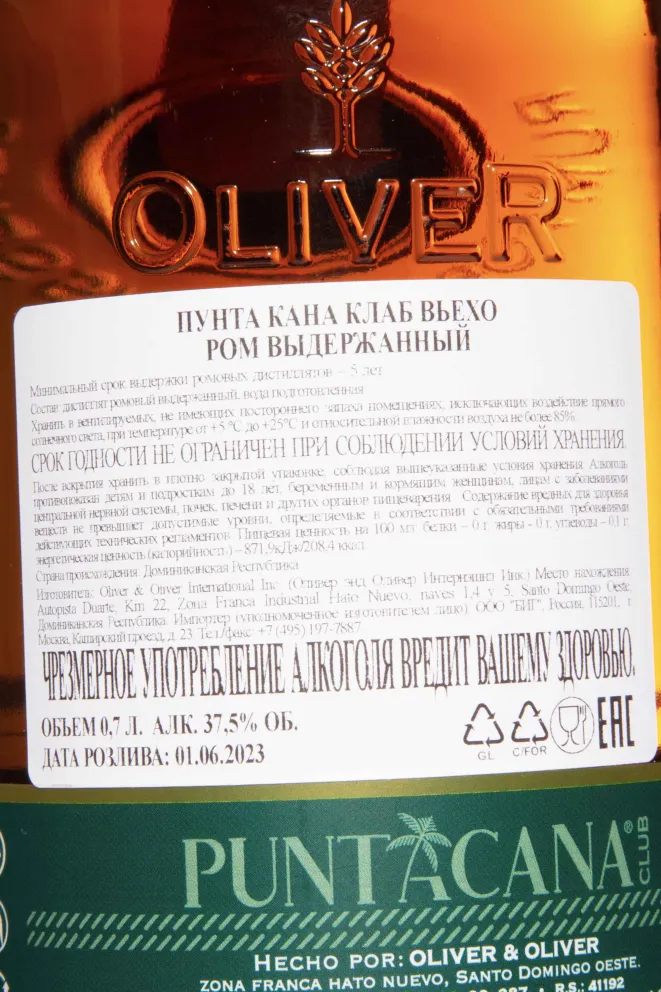 OLIVER
ПУНТА КАНА КЛАБ ВЬЕХО
РОМ ВЫДЕРЖАННЫЙ
Минимальный срок выдержки ромовых дистиллятов – 5 лет
Состав: дистиллят ромовый выдержанный, вода подготовленная
Хранить в вентилируемых, не имеющих постороннего запаха помещениях, исключающих воздействие прямого
солнечного света, при температуре от +5 °С до +25°С и относительной влажности воздуха не более 85%.
СРОК ГОДНОСТИ НЕ ОГРАНИЧЕН ПРИ СОБЛЮДЕНИИ УСЛОВИЙ ХРАНЕНИЯ.
После вскрытия хранить в плотно закрытой упаковке, соблюдая вышеуказанные условия хранения. Алкоголь
противопоказан детям и подросткам до 18 лет, беременным и кормящим женщинам, лицам с заболеваниями
центральной нервной системы, почек, печени и других органов пищеварения. Содержание вредных для здоровья
веществ не превышает допустимые уровни, определяемые в соответствии с обязательными требованиями
действующих технических регламентов. Пищевая ценность на 100 мл: белки – 0 г, жиры - 0 г, углеводы – 0,1 г,
энергетическая ценность (калорийность) – 871,9кДж/208,4 ккал.
Страна происхождения: Доминиканская Республика
Изготовитель: Oliver & Oliver International Inc (Оливер энд Оливер Интернэшнл Инк.) Место нахождения:
Autopista Duarte, Km 22, Zona Franca Industrial Hato Nuevo, naves 1,4 y 5, Santo Domingo Oeste,
Доминиканская Республика. Импортер (уполномоченное изготовителем лицо): ООО "БИГ", Россия, 115201, г.
Москва, Каширский проезд, д. 23 Тел./факс: +7 (495) 197-7887
ЧРЕЗМЕРНОЕ УПОТРЕБЛЕНИЕ АЛКОГОЛЯ ВРЕДИТ ВАШЕМУ ЗДОРОВЬЮ.
ОБЪЕМ 0,7 Л. АЛК. 37,5% ОБ.
ДАТА РОЗЛИВА: 01.06.2023
GL C/FOR EAC
PUNTACANA® CLUB
HECHO POR: OLIVER & OLIVER
ZONA FRANCA HATO NUEVO, SANTO DOMINGO OESTE.
R.S.: 41192